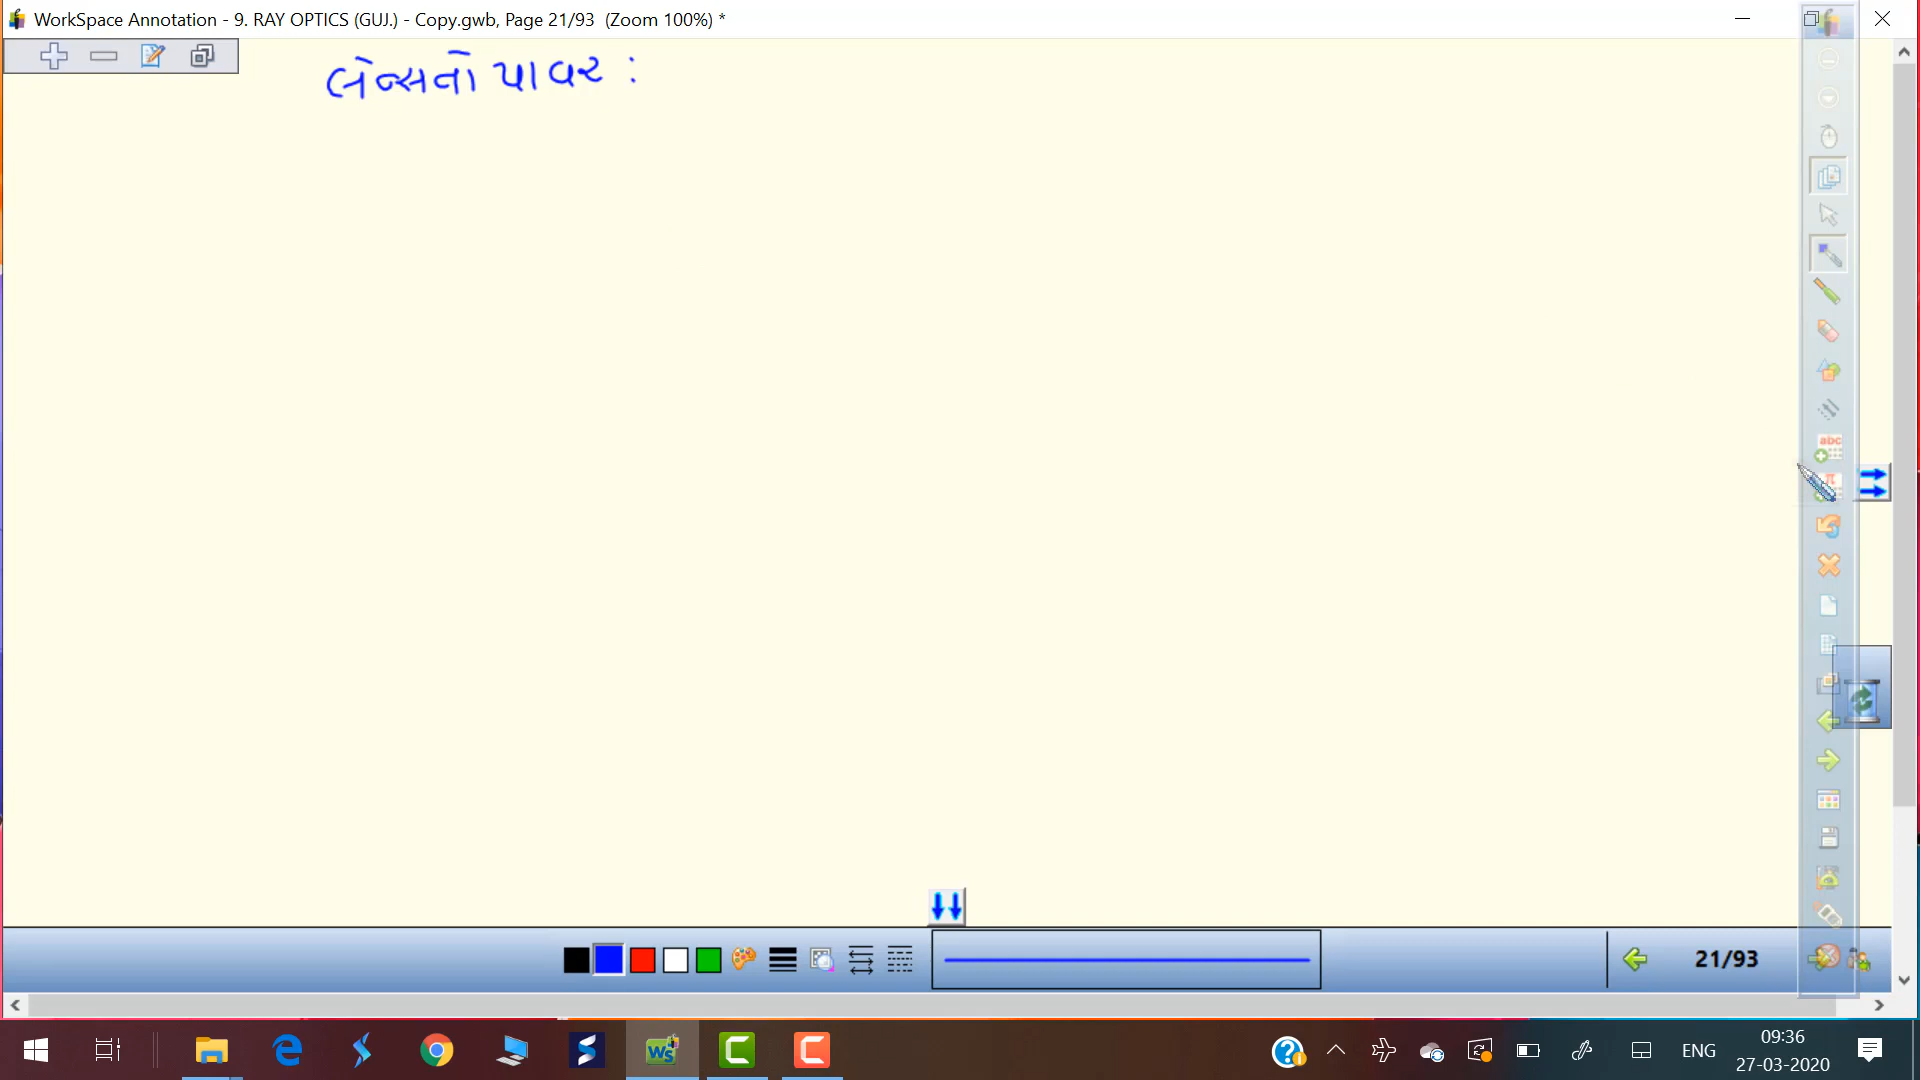 WorkSpace Annotation - 9. RAY OPTICS (GUJ.) - Copy.gwb, Page 21/93 (Zoom 100%) *
લેન્સનો પાવર :
abc
π
21/93
ENG
09:36
27-03-2020